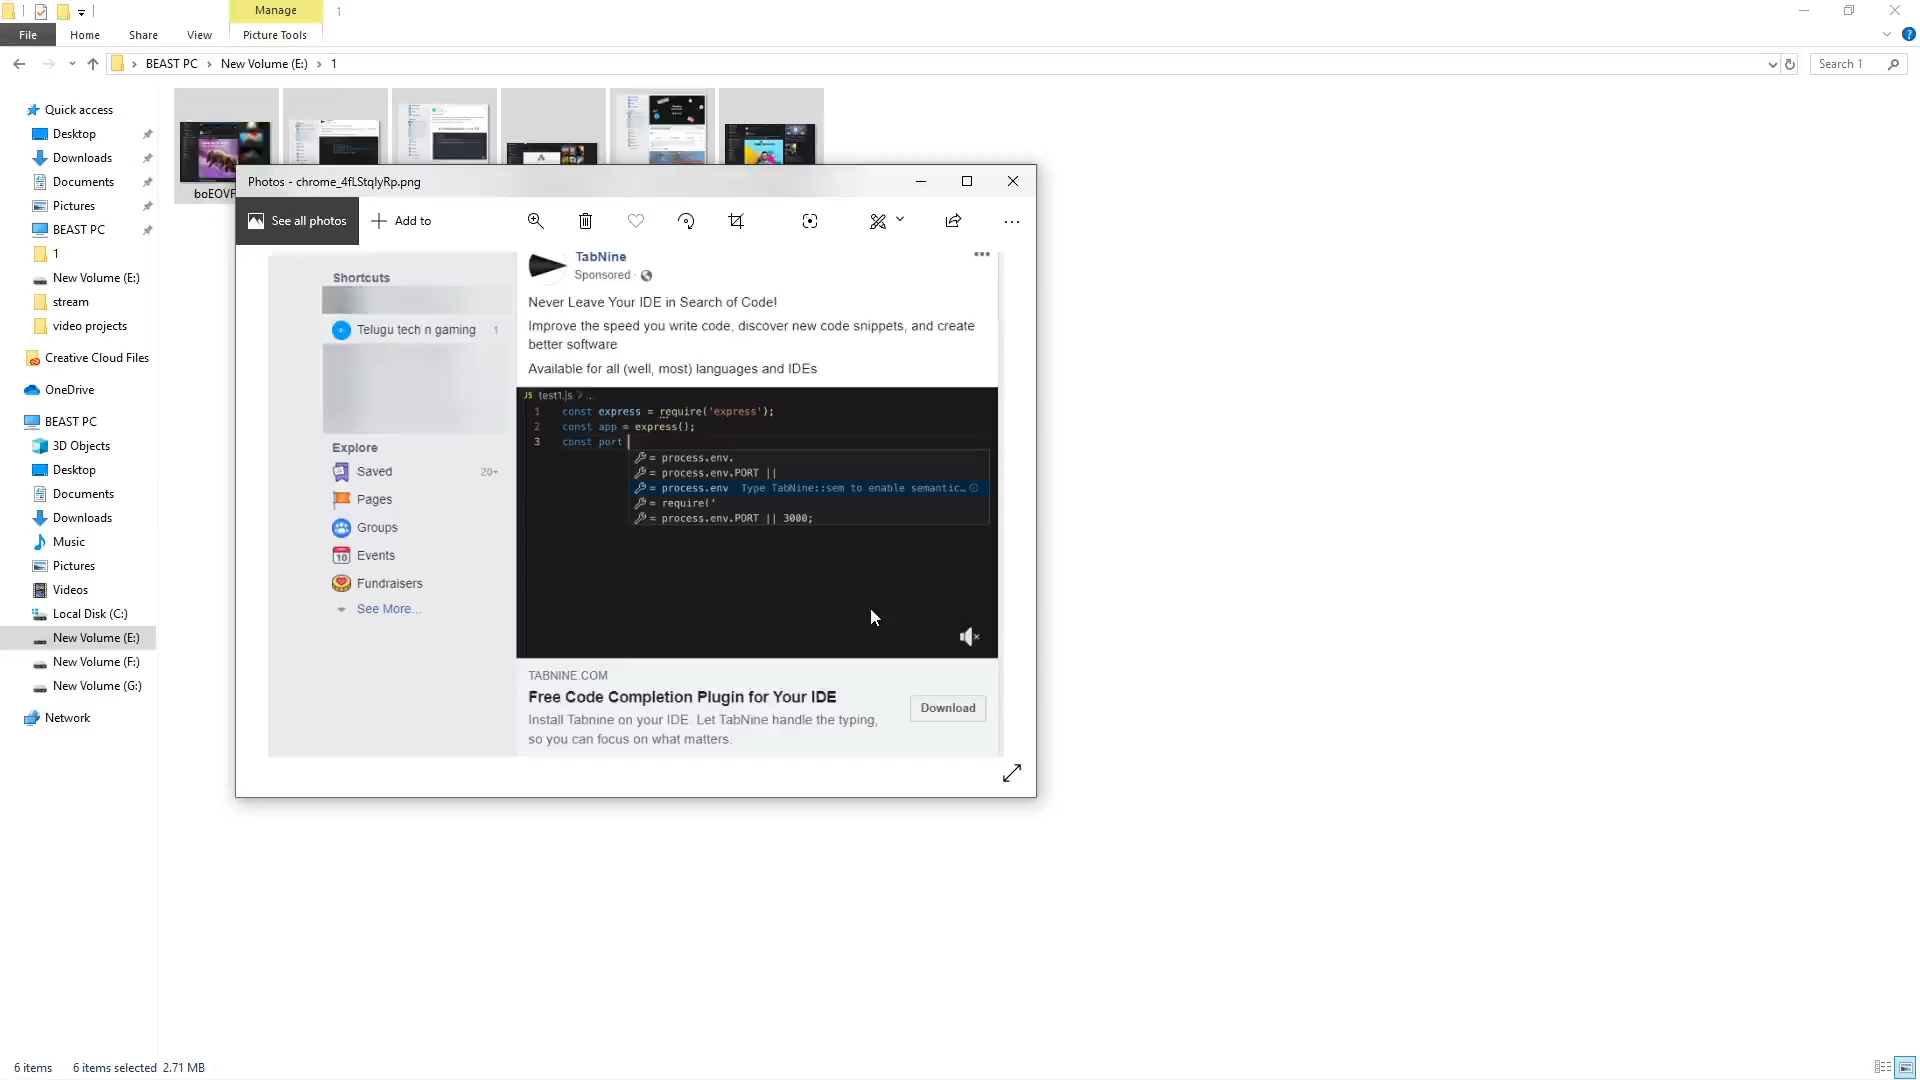 Manage
1
File
Home
Share
View
Picture Tools
BEAST PC
New Volume (E:)
1
Search 1
Quick access
Desktop
Downloads
Documents
Pictures
BEAST PC
1
New Volume (E:)
stream
video projects
Creative Cloud Files
OneDrive
BEAST PC
3D Objects
Desktop
Documents
Downloads
Music
Pictures
Videos
Local Disk (C:)
New Volume (E:)
New Volume (F:)
New Volume (G:)
Network
Photos - chrome_4fLStqlyRp.png
See all photos
Add to
Shortcuts
Telugu tech n gaming 1
Explore
Saved 20+
Pages
Groups
10 Events
Fundraisers
See More...
TabNine
Sponsored ·
Never Leave Your IDE in Search of Code!
Improve the speed you write code, discover new code snippets, and create
better software
Available for all (well, most) languages and IDEs
JS test1.js > ...
1 const express = require('express');
2 const app = express();
3 const port
= process.env.
= process.env.PORT ||
= process.env Type TabNine::sem to enable semantic...
= require('
= process.env.PORT || 3000;
TABNINE.COM
Free Code Completion Plugin for Your IDE
Install Tabnine on your IDE. Let TabNine handle the typing,
so you can focus on what matters.
Download
6 items 6 items selected 2.71 MB